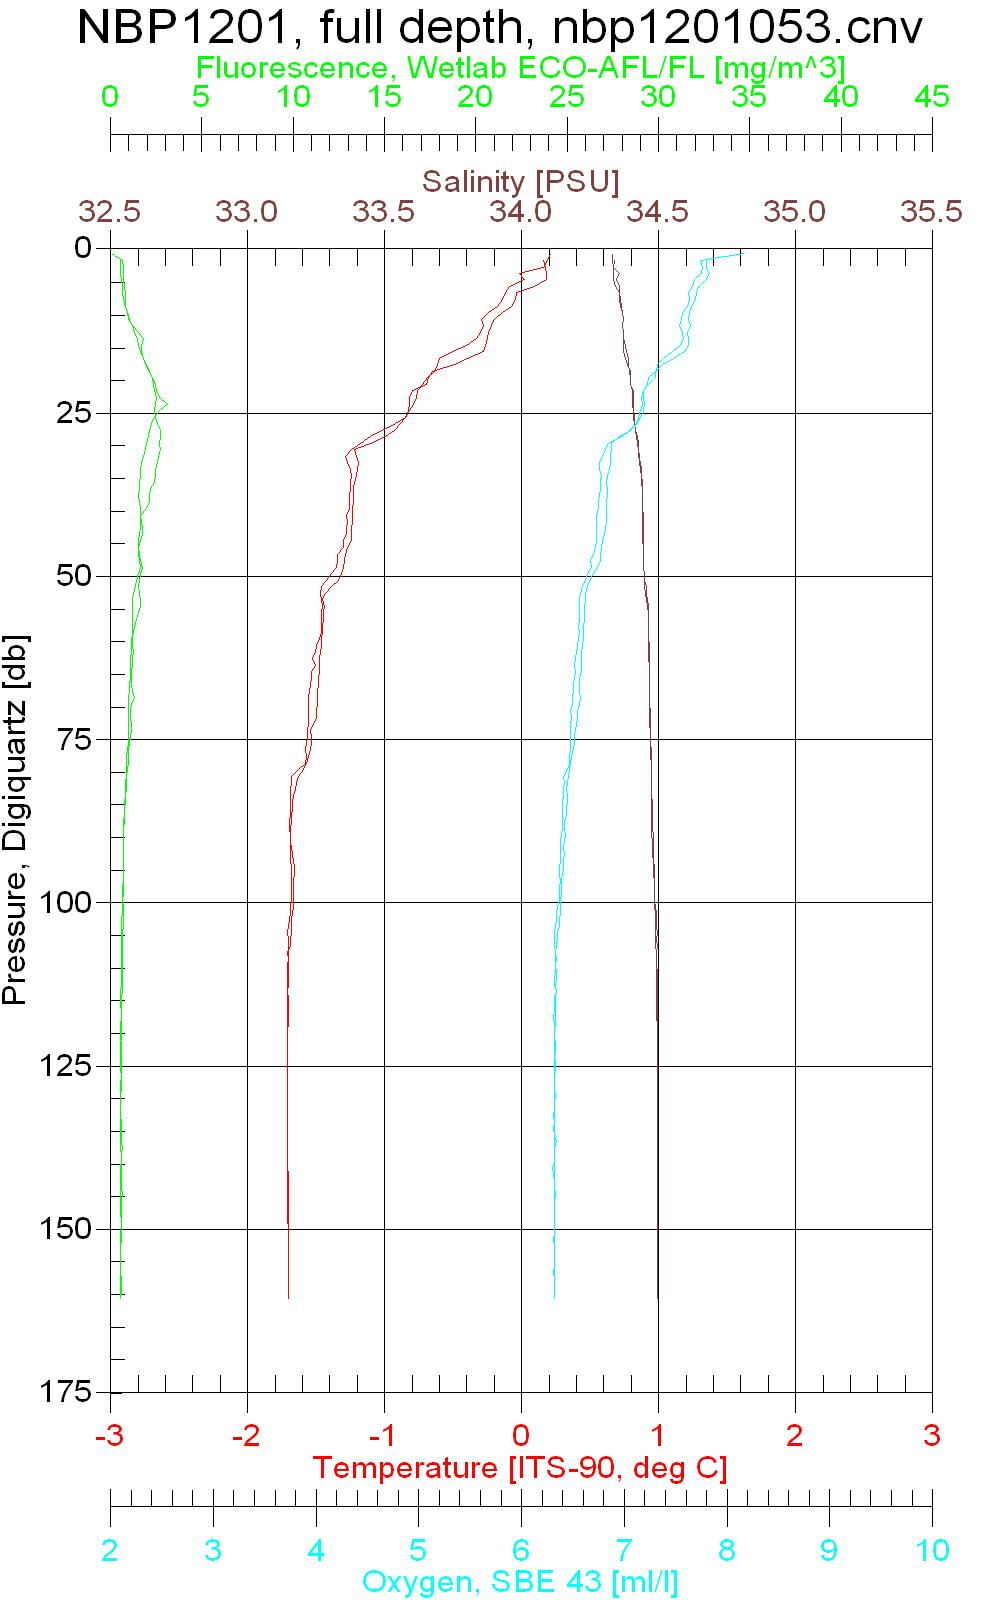 NBP1201, full depth, nbp1201053.cnv
Fluorescence, Wetlab ECO-AFL/FL [mg/m^3]
0 5 10 15 20 25 30 35 40 45
Salinity [PSU]
32.5 33.0 33.5 34.0 34.5 35.0 35.5
0
25
50
75
100
125
150
175
Pressure, Digiquartz [db]
-3 -2 -1 0 1 2 3
Temperature [ITS-90, deg C]
2 3 4 5 6 7 8 9 10
Oxygen, SBE 43 [ml/l]